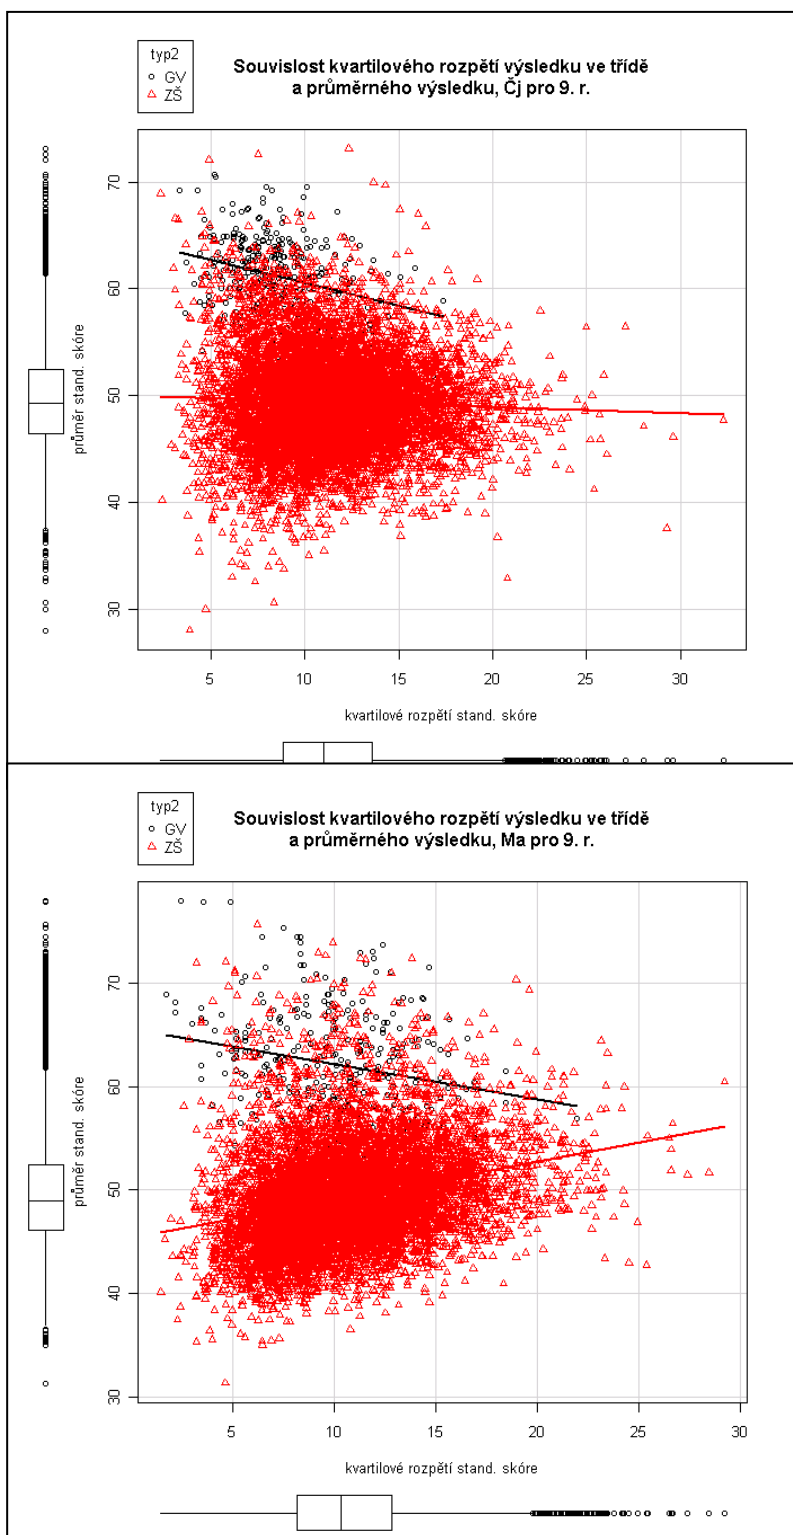 typ2
GV
ZŠ
Souvislost kvartilového rozpětí výsledku ve třídě
a průměrného výsledku, Čj pro 9. r.
průměr stand. skóre
70
60
50
40
30
5 10 15 20 25 30
kvartilové rozpětí stand. skóre
typ2
GV
ZŠ
Souvislost kvartilového rozpětí výsledku ve třídě
a průměrného výsledku, Ma pro 9. r.
průměr stand. skóre
70
60
50
40
30
5 10 15 20 25 30
kvartilové rozpětí stand. skóre